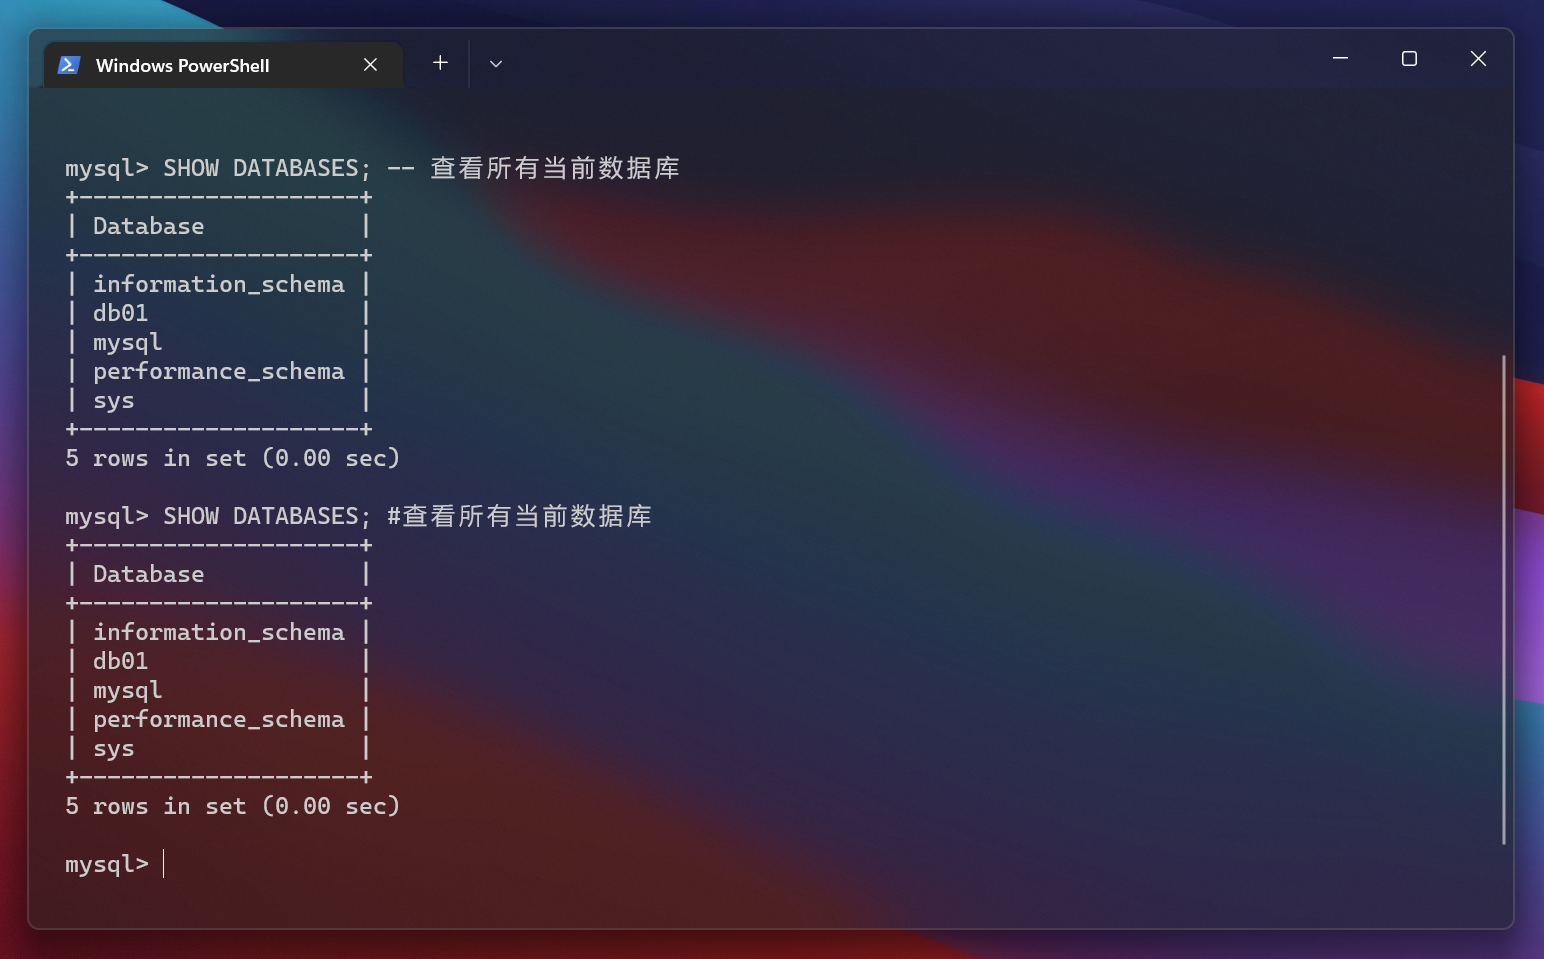 Windows PowerShell
mysql> SHOW DATABASES; -- 查看所有当前数据库
+--------------------+
| Database           |
+--------------------+
| information_schema |
| db01               |
| mysql              |
| performance_schema |
| sys                |
+--------------------+
5 rows in set (0.00 sec)
mysql> SHOW DATABASES; #查看所有当前数据库
+--------------------+
| Database           |
+--------------------+
| information_schema |
| db01               |
| mysql              |
| performance_schema |
| sys                |
+--------------------+
5 rows in set (0.00 sec)
mysql>